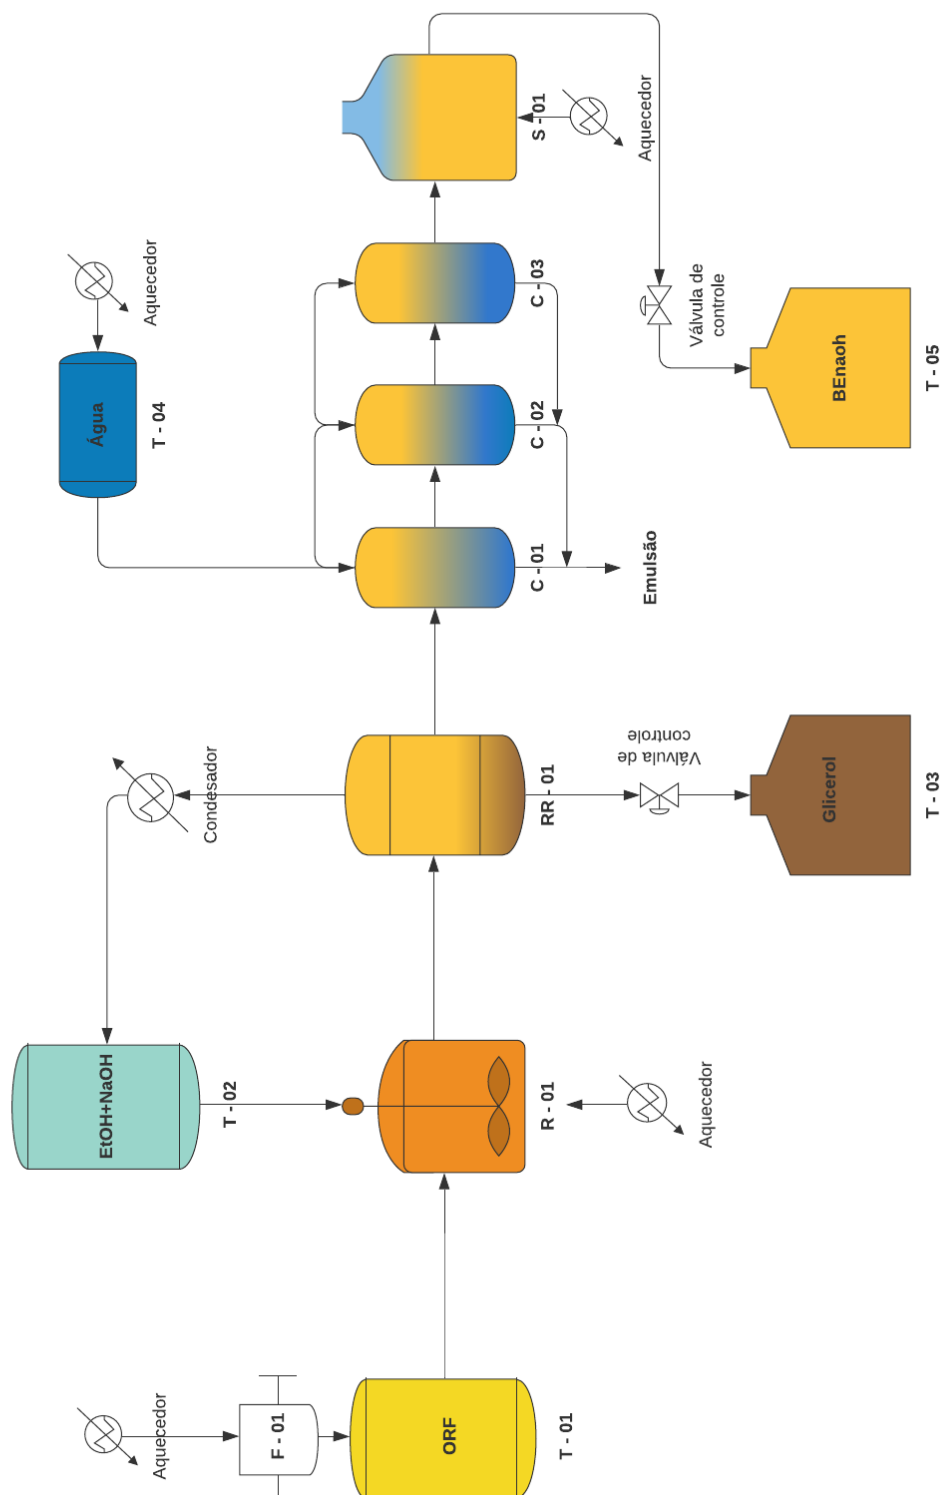 EtOH+NaOH
Água
Aquecedor
Aquecedor
T - 04
Condesador
T - 02
F - 01
ORF
T - 01
R - 01
RR - 01
C - 01
C - 02
C - 03
S - 01
Aquecedor
Aquecedor
Válvula de
controle
Emulsão
Válvula de
controle
Glicerol
BEnaoh
T - 03
T - 05